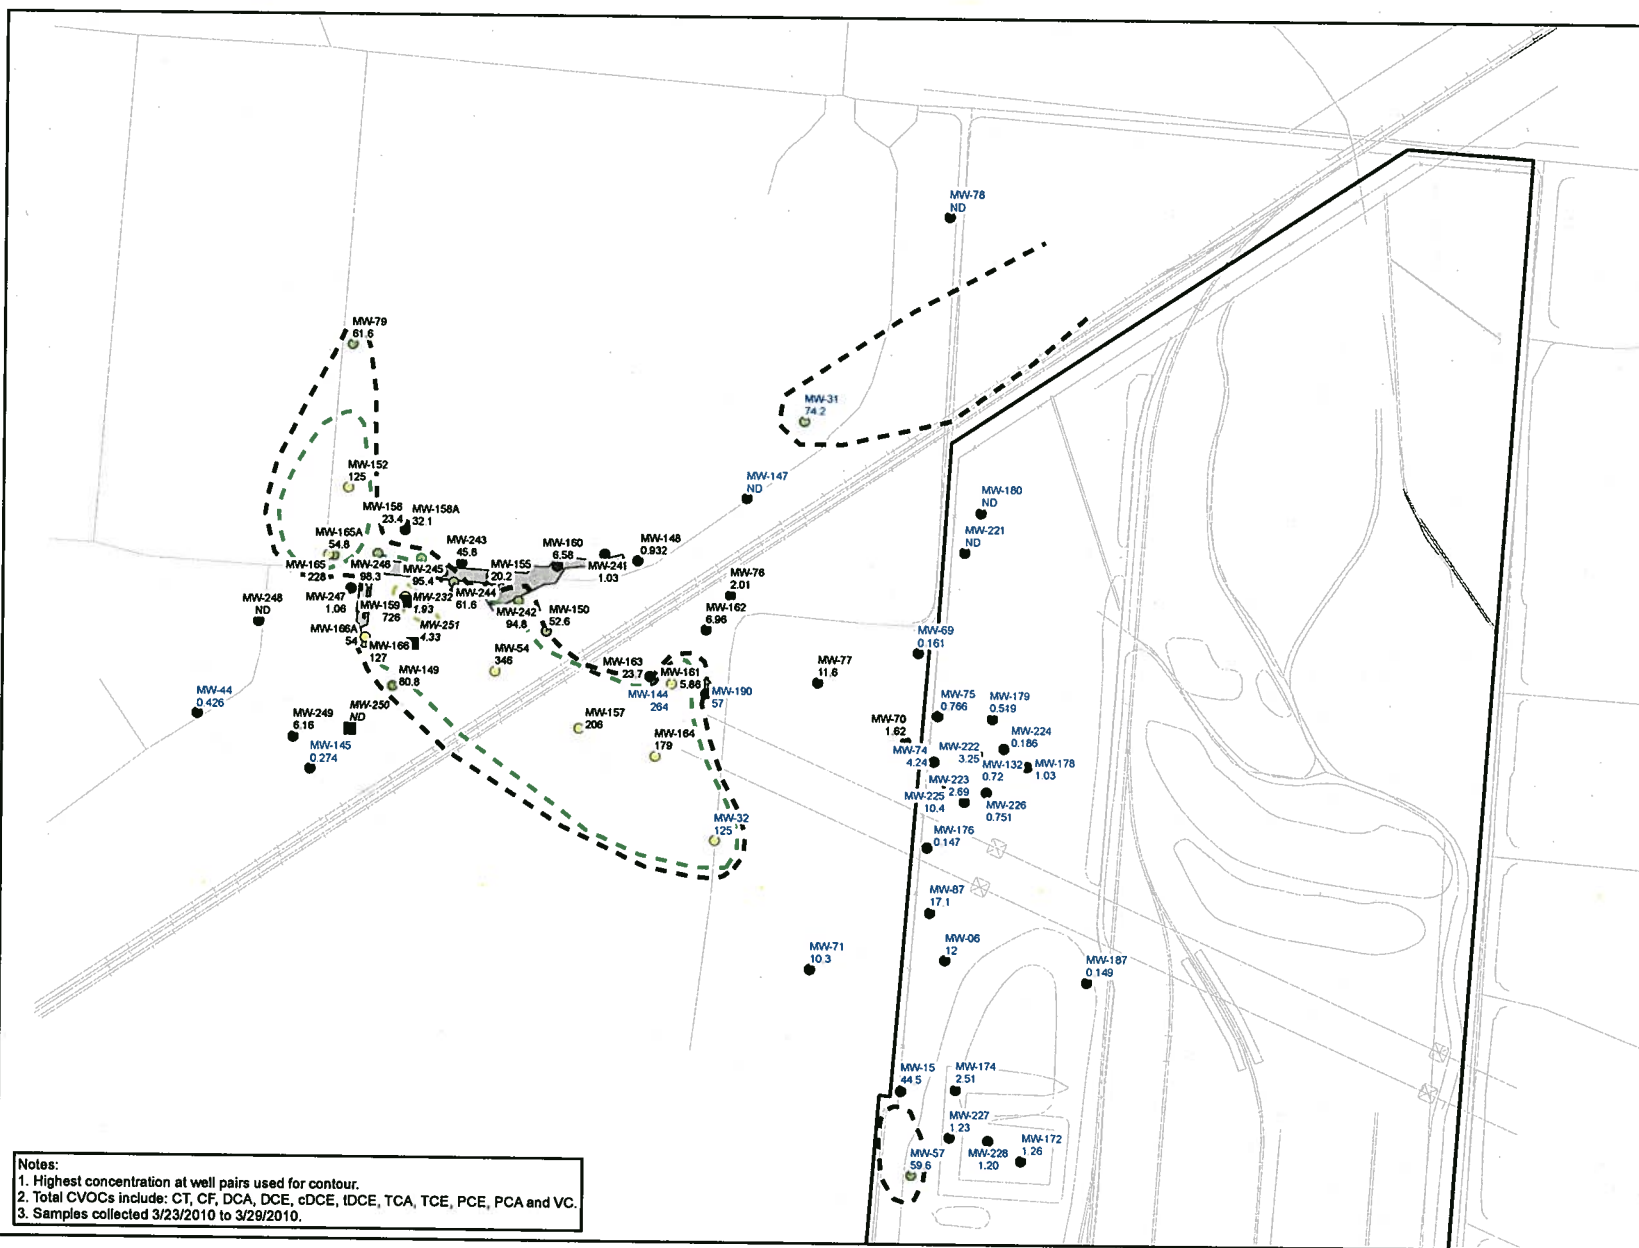 MW-78
ND
MW-79
61.6
MW-31
74.2
MW-152
125
MW-147
ND
MW-180
ND
MW-158
23.4
MW-158A
32.1
MW-165A
54.8
MW-243
45.8
MW-160
6.58
MW-148
0.932
MW-221
ND
MW-165
228
MW-246
98.3
MW-245
95.4
MW-155
20.2
MW-241
1.03
MW-76
2.01
MW-248
ND
MW-247
1.06
MW-159
726
MW-232
1.93
MW-244
61.6
MW-242
94.8
MW-150
52.6
MW-162
6.96
MW-166A
54
MW-251
4.33
MW-166
127
MW-54
346
MW-69
0.161
MW-149
80.8
MW-163
23.7
MW-161
5.86
MW-77
11.6
MW-44
0.426
MW-144
264
MW-190
57
MW-75
0.766
MW-179
0.519
MW-249
6.16
MW-250
ND
MW-157
206
MW-70
1.62
MW-224
0.186
MW-145
0.274
MW-164
179
MW-74
4.24
MW-222
3.25
MW-132
0.72
MW-178
1.03
MW-223
2.69
MW-225
10.4
MW-226
0.751
MW-32
125
MW-176
0.147
MW-87
17.1
MW-71
10.3
MW-06
12
MW-187
0.149
MW-15
44.5
MW-174
2.51
MW-227
1.23
MW-57
59.6
MW-228
1.20
MW-172
1.26
Notes:
1. Highest concentration at well pairs used for contour.
2. Total CVOCs include: CT, CF, DCA, DCE, cDCE, tDCE, TCA, TCE, PCE, PCA and VC.
3. Samples collected 3/23/2010 to 3/29/2010.